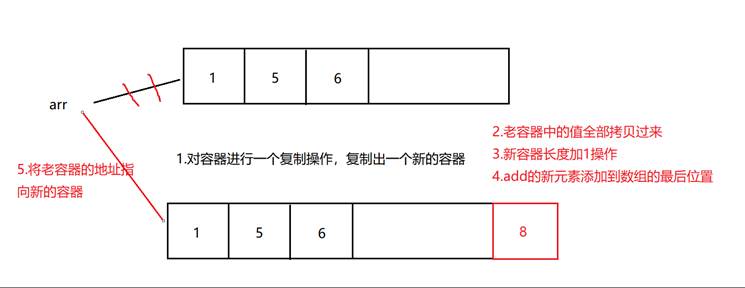 1 5 6
arr
2.老容器中的值全部拷贝过来
1.对容器进行一个复制操作，复制出一个新的容器
3.新容器长度加1操作
5.将老容器的地址指
4.add的新元素添加到数组的最后位置
向新的容器
1 5 6 8